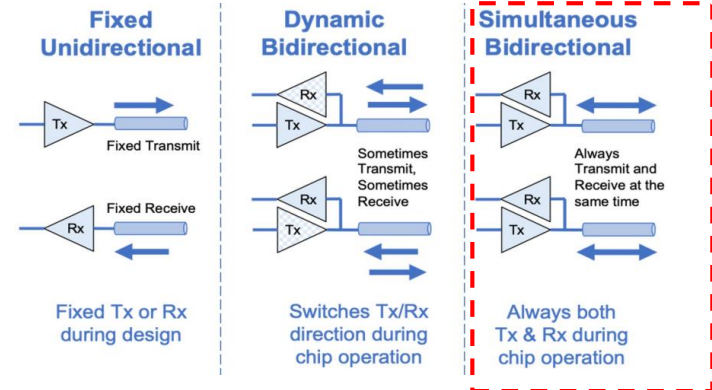 Fixed
Unidirectional
Tx
Fixed Transmit
Fixed Receive
Rx
Fixed Tx or Rx
during design
Dynamic
Bidirectional
Rx
Tx
Sometimes
Transmit,
Sometimes
Receive
Rx
Tx
Switches Tx/Rx
direction during
chip operation
Simultaneous
Bidirectional
Rx
Tx
Always
Transmit and
Receive at the
same time
Rx
Tx
Always both
Tx & Rx during
chip operation